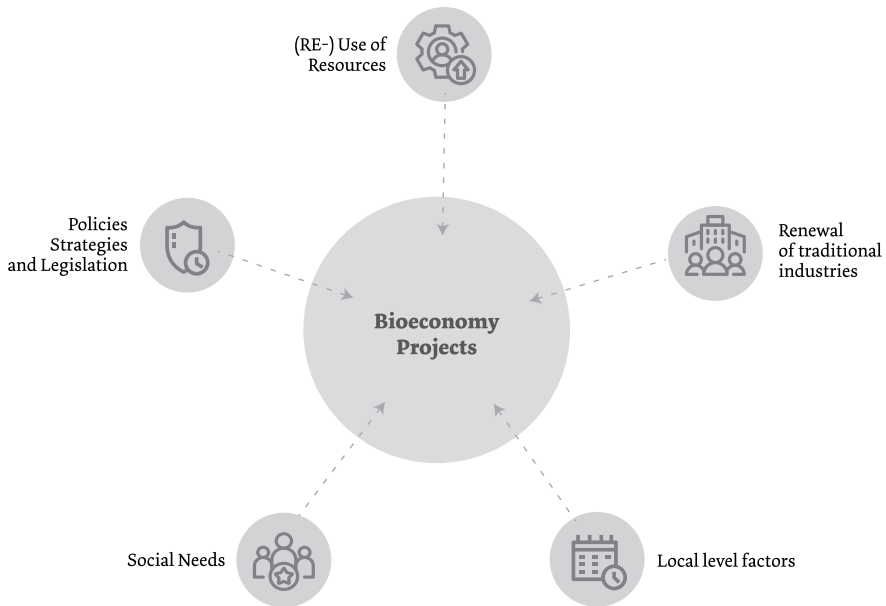 (RE-) Use of
Resources
Policies
Strategies
and Legislation
Renewal
of traditional
industries
Bioeconomy
Projects
Social Needs
Local level factors